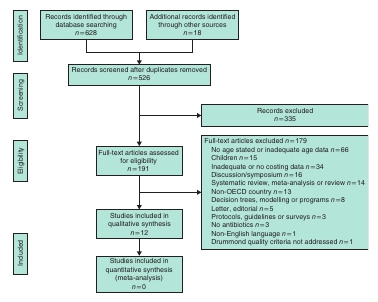 Identification
Records identified through
database searching
n=628
Additional records identified
through other sources
n=18
Records screened after duplicates removed
n=526
Screening
Records excluded
n=335
Eligibility
Full-text articles assessed
for eligibility
n=191
Full-text articles excluded n=179
No age statd or inadequate age data n=66
Children n=15
Inadequate or no costing data n=34
Discussion/symposium n=16
Systematic review, meta-analysis or review n=14
Non-OECD country n=13
Decision trees, modelling or programs n=8
Letter, editorial n=5
Protocols, guidelines or surveys n=3
No antibiotics n=3
Non-English language n=1
Drummond quality criteria not addressed n=1
Studies included in
qualitative synthesis
n=12
Included
Studies included in
quantitative synthesis
(meta-analysis)
n=0